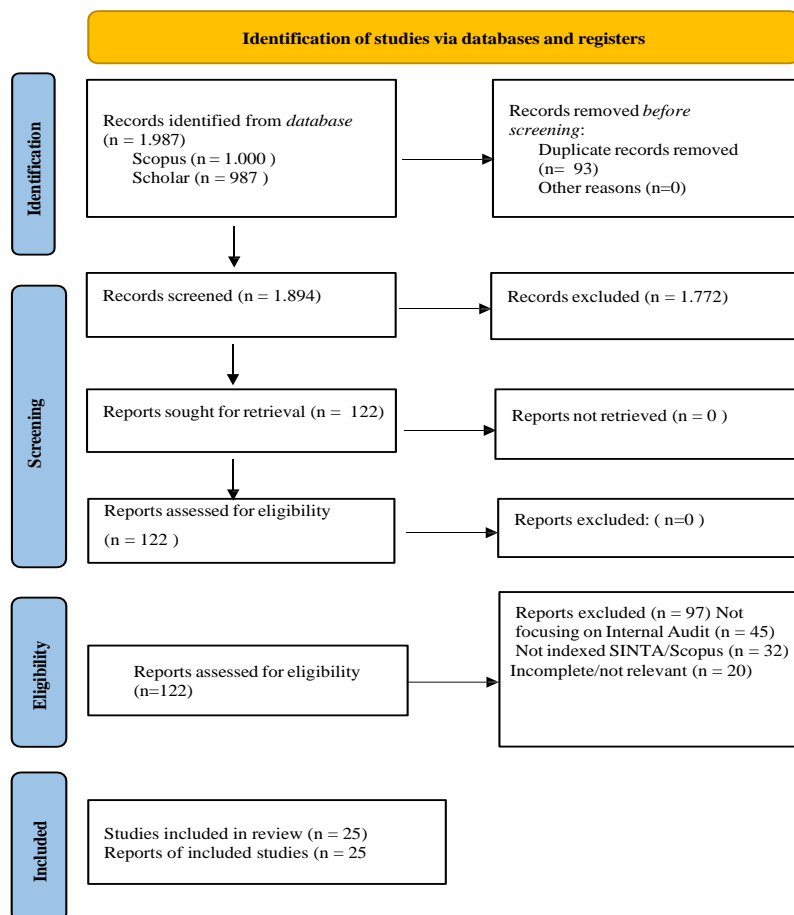 Identification of studies via databases and registers
Identification
Records identified from database
(n = 1.987)
Scopus (n = 1.000 )
Scholar (n = 987 )
Records removed before
screening:
Duplicate records removed
(n= 93)
Other reasons (n=0)
Screening
Records screened (n = 1.894)
Records excluded (n = 1.772)
Reports sought for retrieval (n = 122)
Reports not retrieved (n = 0 )
Reports assessed for eligibility
(n = 122 )
Reports excluded: ( n=0 )
Eligibility
Reports assessed for eligibility
(n=122)
Reports excluded (n = 97) Not
focusing on Internal Audit (n = 45)
Not indexed SINTA/Scopus (n = 32)
Incomplete/not relevant (n = 20)
Included
Studies included in review (n = 25)
Reports of included studies (n = 25